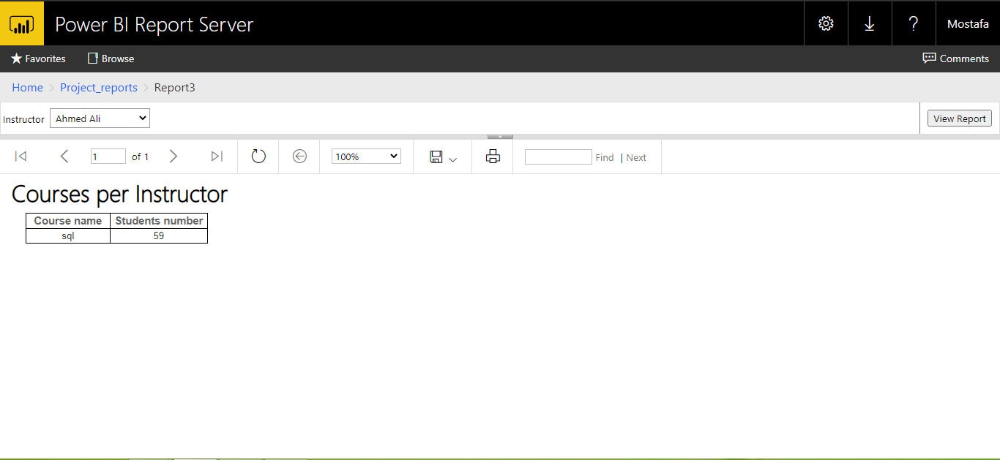 Power BI Report Server
Mostafa
Favorites Browse Comments
Home > Project_reports > Report3
Instructor Ahmed Ali View Report
1 of 1 100% Find | Next
Courses per Instructor
Course name Students number
sql 59